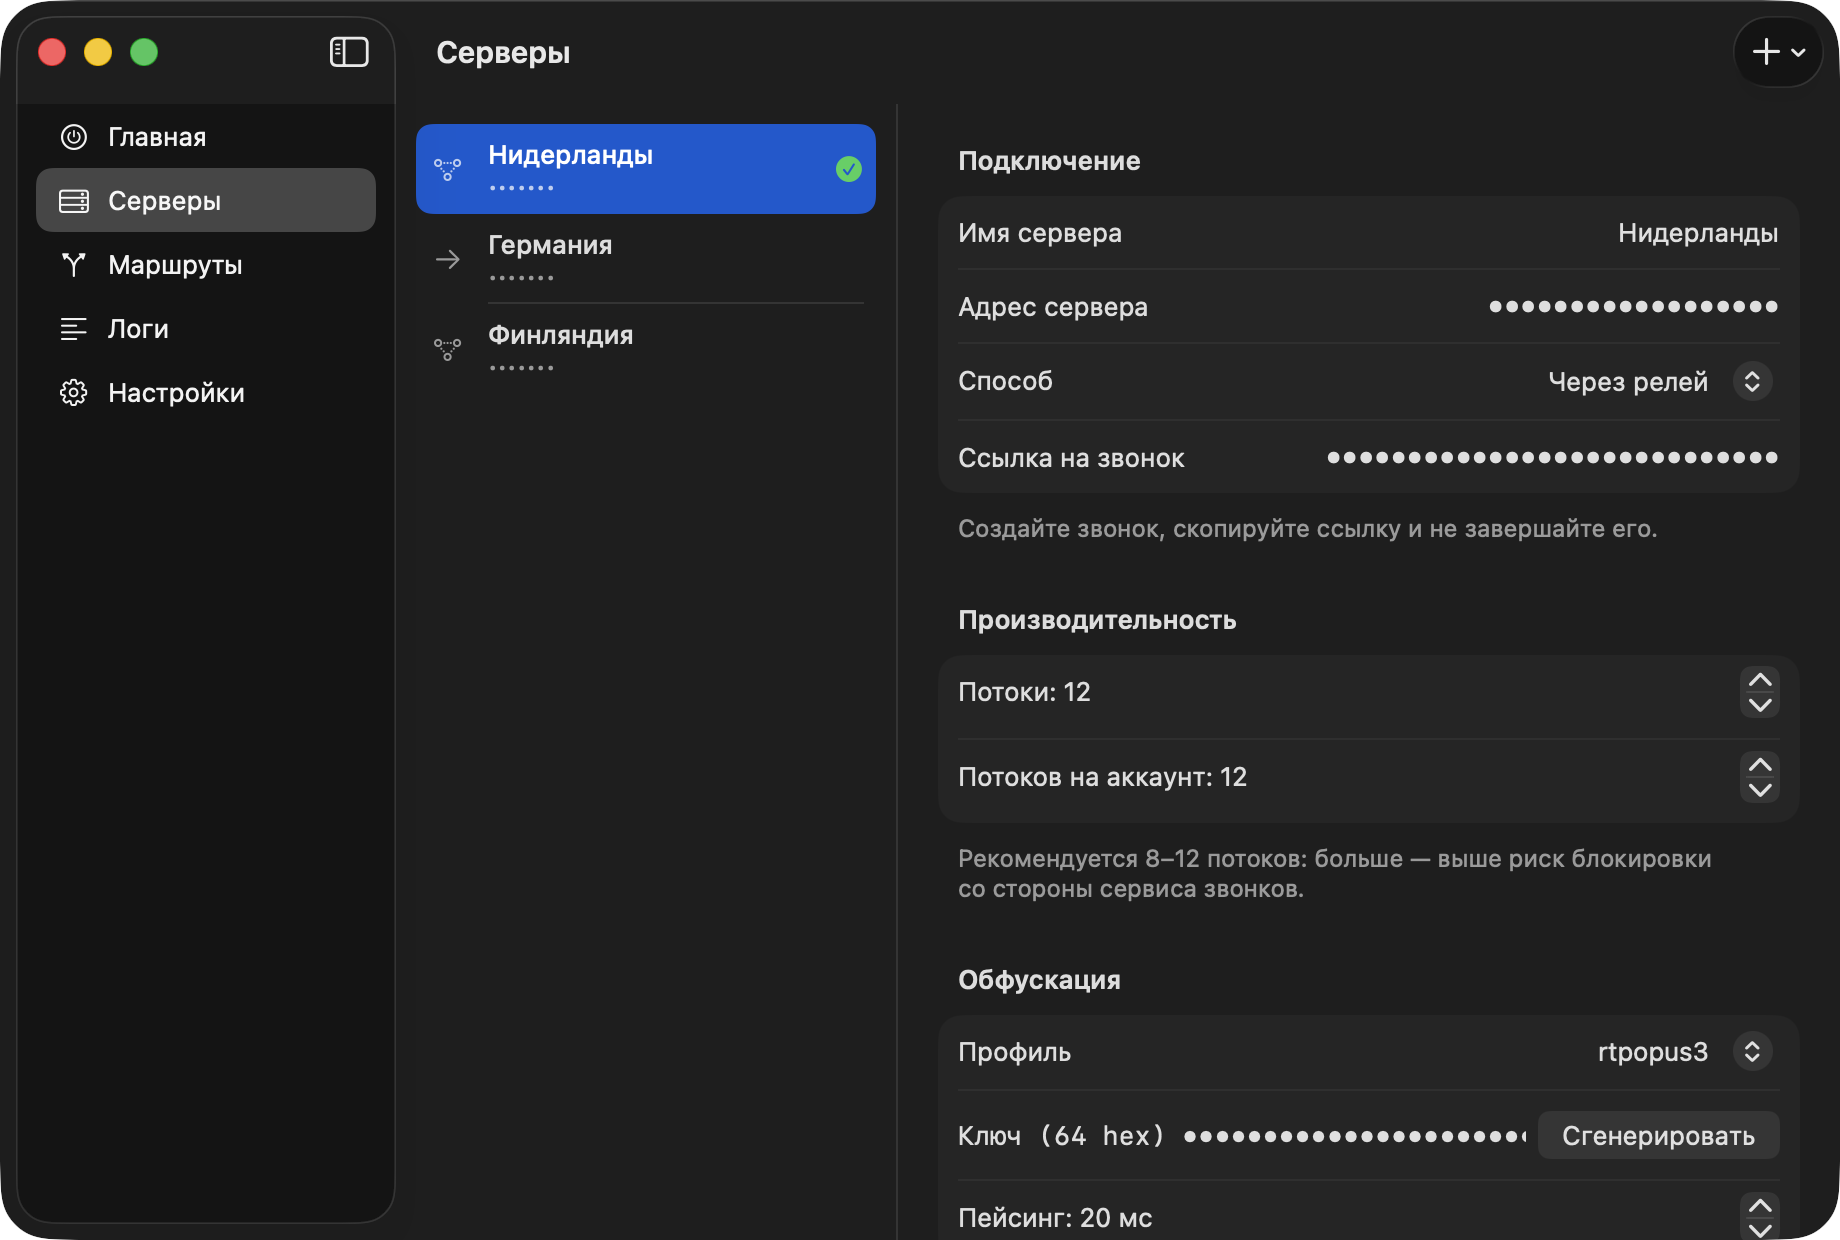 Серверы
Главная
Серверы
Маршруты
Логи
Настройки
Нидерланды
•••••••
Германия
•••••••
Финляндия
•••••••
Подключение
Имя сервера Нидерланды
Адрес сервера ••••••••••••••••••
Способ Через релей
Ссылка на звонок ••••••••••••••••••••••••••••
Создайте звонок, скопируйте ссылку и не завершайте его.
Производительность
Потоки: 12
Потоков на аккаунт: 12
Рекомендуется 8–12 потоков: больше — выше риск блокировки
со стороны сервиса звонков.
Обфускация
Профиль rtpopus3
Ключ (64 hex) •••••••••••••••••••••• Сгенерировать
Пейсинг: 20 мс